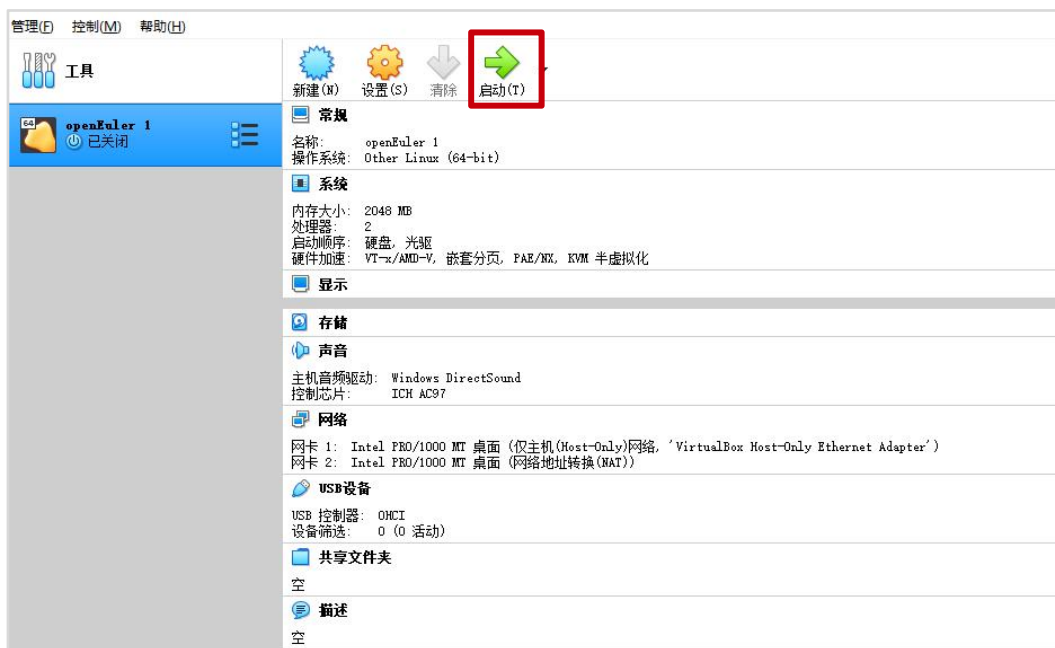 管理(F) 控制(M) 帮助(H)
工具
新建(N) 设置(S) 清除 启动(T)
64 openEuler 1
已关闭
常规
名称: openEuler 1
操作系统: Other Linux (64-bit)
系统
内存大小: 2048 MB
处理器: 2
启动顺序: 硬盘, 光驱
硬件加速: VT-x/AMD-V, 嵌套分页, PAE/NX, KVM 半虚拟化
显示
存储
声音
主机音频驱动: Windows DirectSound
控制芯片: ICH AC97
网络
网卡 1: Intel PRO/1000 MT 桌面 (仅主机(Host-Only)网络, 'VirtualBox Host-Only Ethernet Adapter')
网卡 2: Intel PRO/1000 MT 桌面 (网络地址转换(NAT))
USB设备
USB 控制器: OHCI
设备筛选: 0 (0 活动)
共享文件夹
空
描述
空